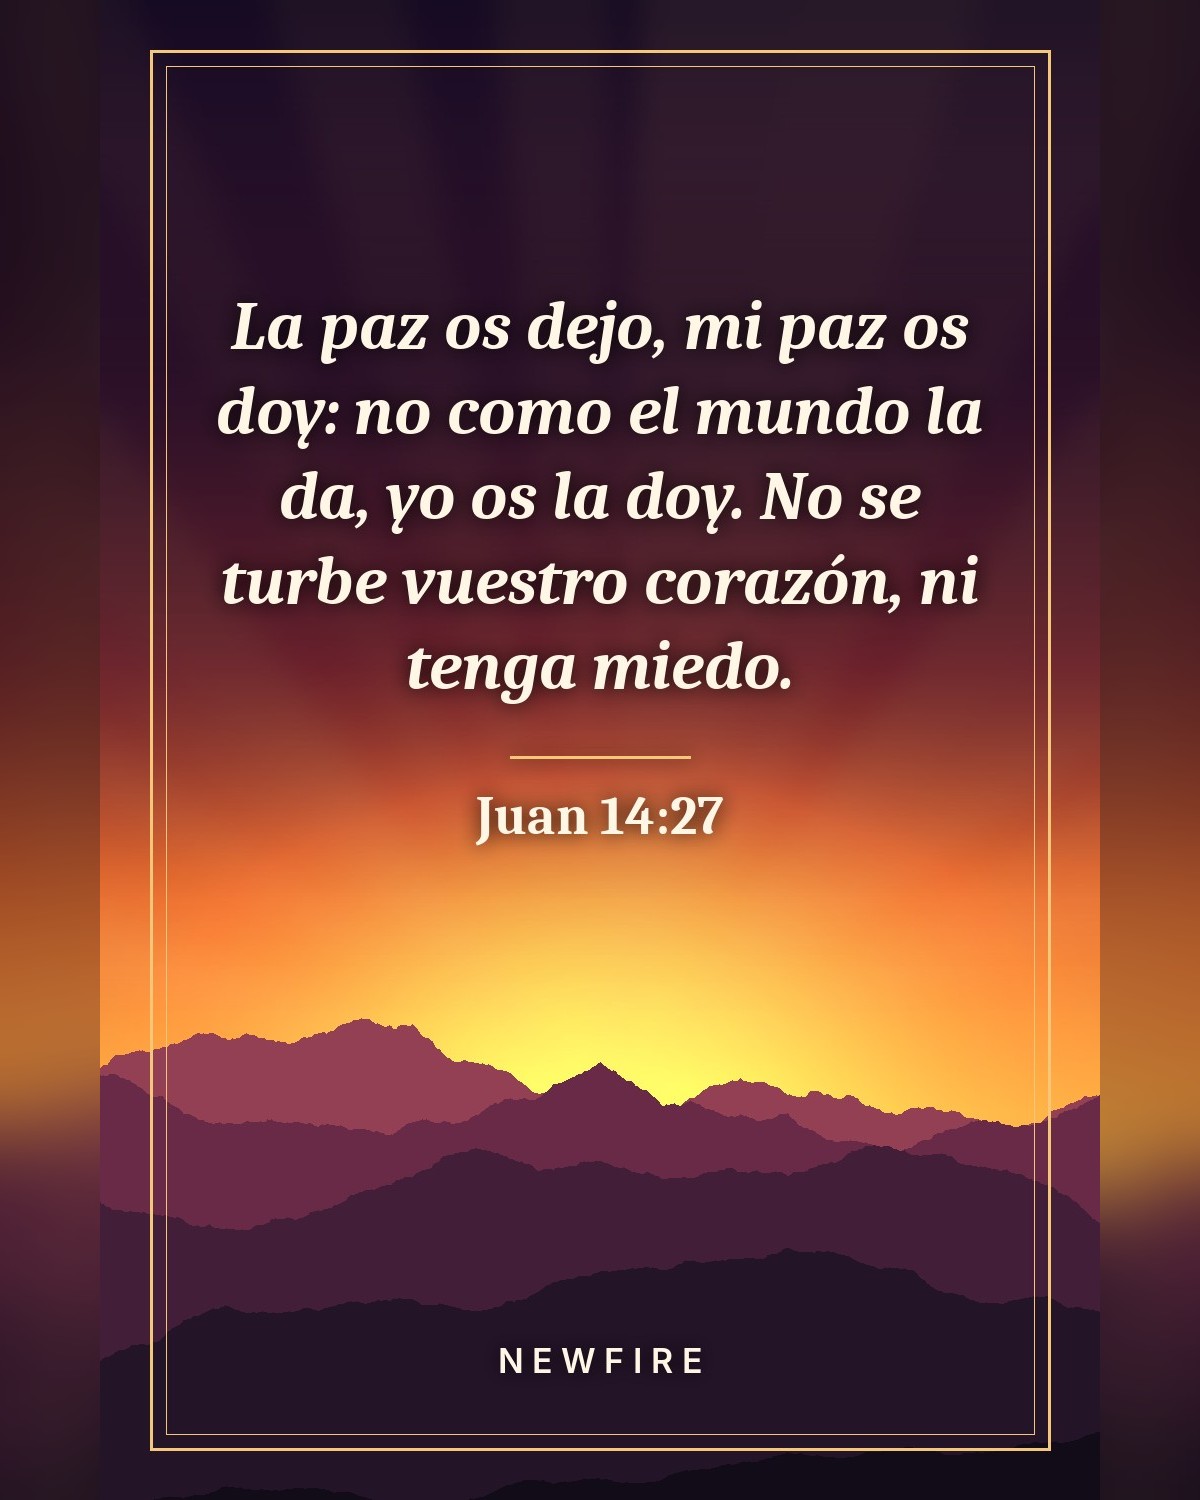 La paz os dejo, mi paz os
doy: no como el mundo la
da, yo os la doy. No se
turbe vuestro corazón, ni
tenga miedo.
Juan 14:27
NEWFIRE